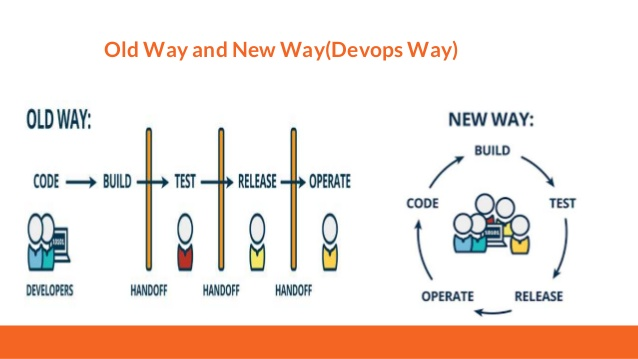 Old Way and New Way(Devops Way)
OLD WAY:
CODE BUILD TEST RELEASE OPERATE
DEVELOPERS HANDOFF HANDOFF HANDOFF
NEW WAY:
BUILD
CODE TEST
OPERATE RELEASE